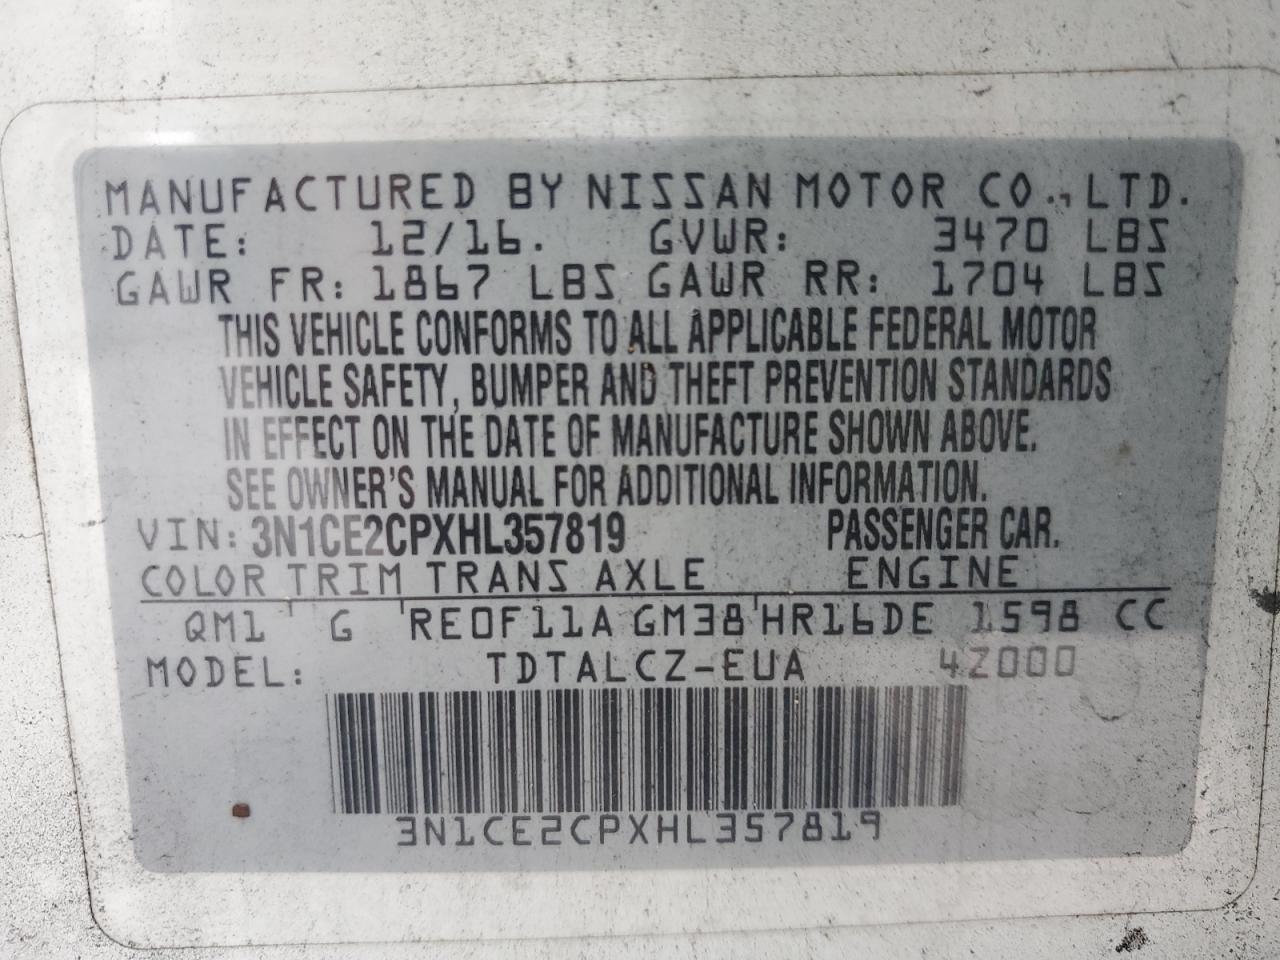 MANUFACTURED BY NISSAN MOTOR CO., LTD.
DATE: 12/16. GVWR: 3470 LBS
GAWR FR: 1867 LBS GAWR RR: 1704 LBS
THIS VEHICLE CONFORMS TO ALL APPLICABLE FEDERAL MOTOR
VEHICLE SAFETY, BUMPER AND THEFT PREVENTION STANDARDS
IN EFFECT ON THE DATE OF MANUFACTURE SHOWN ABOVE.
SEE OWNER'S MANUAL FOR ADDITIONAL INFORMATION.
VIN: 3N1CE2CPXHL357819 PASSENGER CAR.
COLOR TRIM TRANS AXLE ENGINE
QM1 G RE0F11A GM38 HR16DE 1598 CC
MODEL: TDTALCZ-EUA 4Z000
3N1CE2CPXHL357819